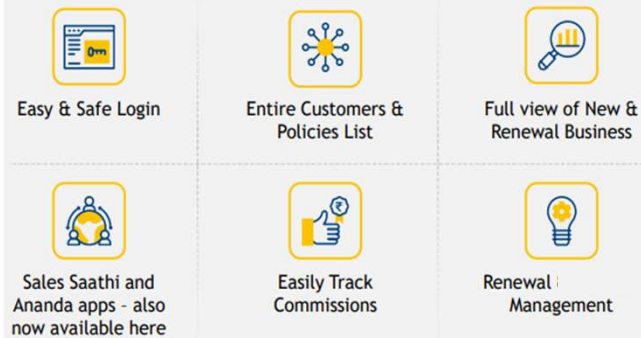 Easy & Safe Login
Entire Customers &
Policies List
Full view of New &
Renewal Business
Sales Saathi and
Ananda apps - also
now available here
Easily Track
Commissions
Renewal
Management